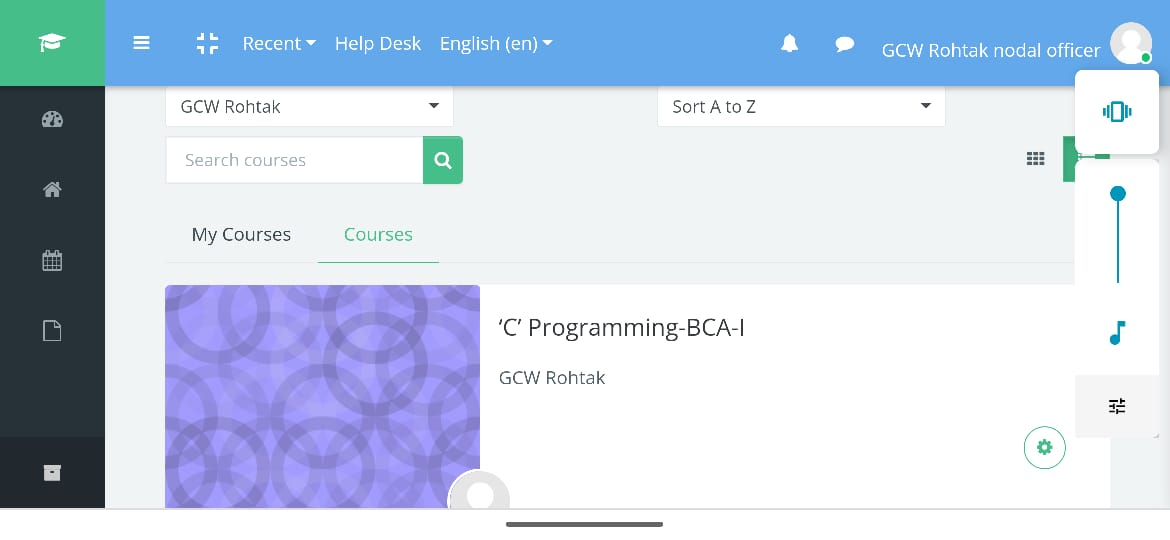 Recent Help Desk English (en) GCW Rohtak nodal officer
GCW Rohtak Sort A to Z
Search courses
My Courses Courses
‘C’ Programming-BCA-I
GCW Rohtak